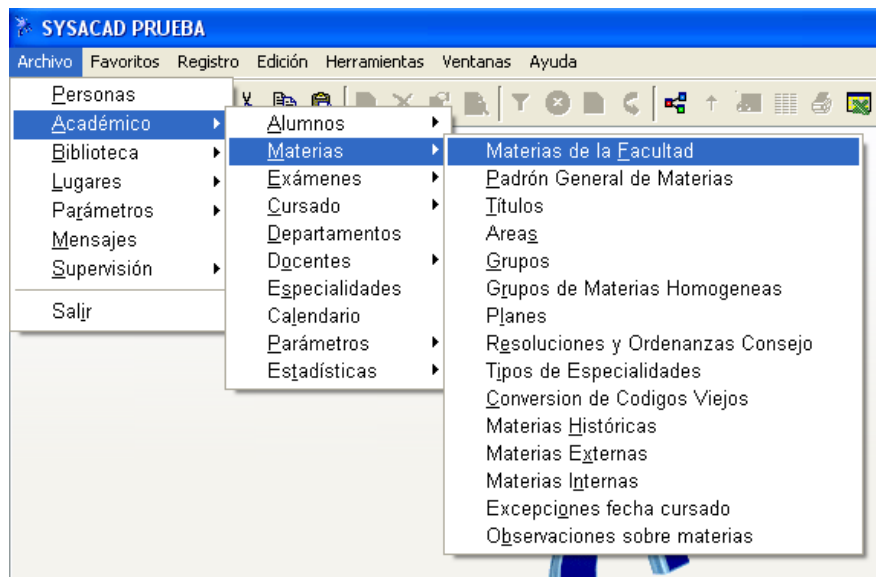 SYSACAD PRUEBA
Archivo Favoritos Registro Edición Herramientas Ventanas Ayuda
Personas
Académico
Biblioteca
Lugares
Parámetros
Mensajes
Supervisión
Salir
Alumnos
Materias
Exámenes
Cursado
Departamentos
Docentes
Especialidades
Calendario
Parámetros
Estadísticas
Materias de la Facultad
Padrón General de Materias
Títulos
Areas
Grupos
Grupos de Materias Homogeneas
Planes
Resoluciones y Ordenanzas Consejo
Tipos de Especialidades
Conversion de Codigos Viejos
Materias Históricas
Materias Externas
Materias Internas
Excepciones fecha cursado
Observaciones sobre materias